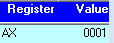 Register Value
AX 0001